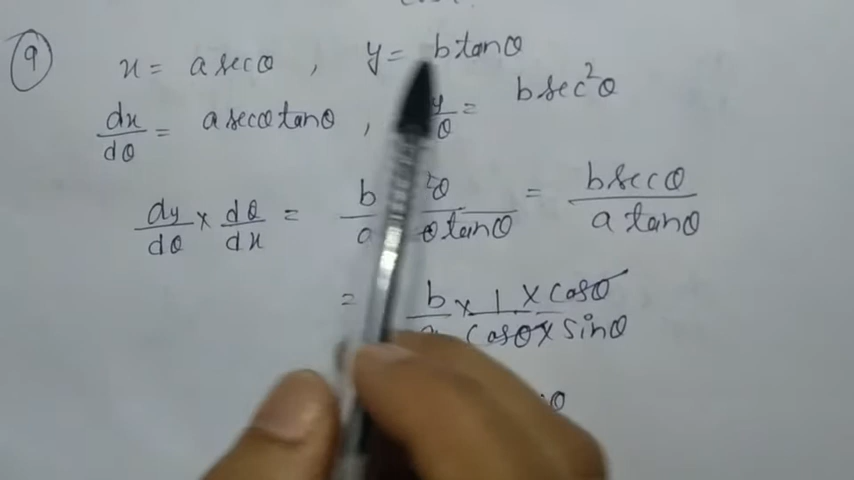 ⑨ x = a secθ , y = b tanθ
dx/dθ = a secθ tanθ , y/θ = b sec²θ
dy/dθ × dθ/dx = b ²θ / a θ tanθ = b secθ / a tanθ
= b/a × 1/cosθ × cosθ/sinθ
θ